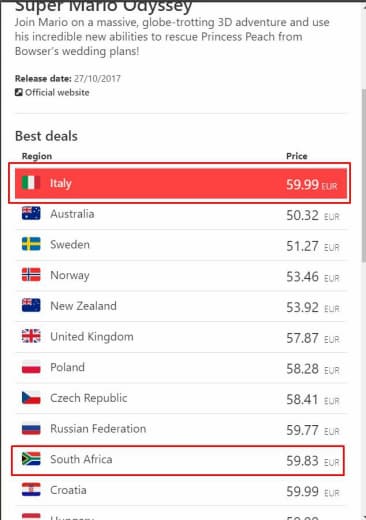 Super Mario Odyssey
Join Mario on a massive, globe-trotting 3D adventure and use
his incredible new abilities to rescue Princess Peach from
Bowser's wedding plans!
Release date: 27/10/2017
Official website
Best deals
Region Price
Italy 59.99 EUR
Australia 50.32 EUR
Sweden 51.27 EUR
Norway 53.46 EUR
New Zealand 53.92 EUR
United Kingdom 57.87 EUR
Poland 58.28 EUR
Czech Republic 58.41 EUR
Russian Federation 59.77 EUR
South Africa 59.83 EUR
Croatia 59.99 EUR
Hungary